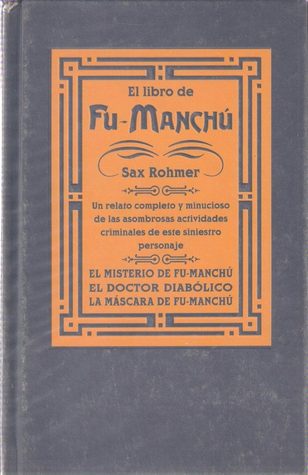 El libro de
FU-MANCHÚ
Sax Rohmer
Un relato completo y minucioso
de las asombrosas actividades
criminales de este siniestro
personaje
EL MISTERIO DE FU-MANCHÚ
EL DOCTOR DIABÓLICO
LA MÁSCARA DE FU-MANCHÚ